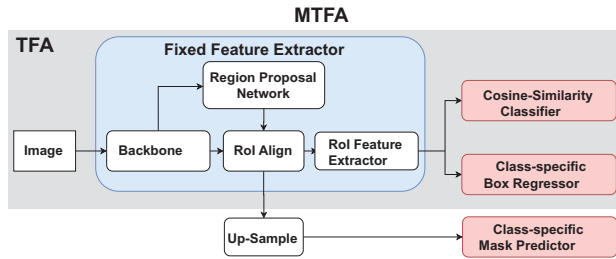 MTFA
TFA
Fixed Feature Extractor
Region Proposal
Network
Cosine-Similarity
Classifier
Image
Backbone
RoI Align
RoI Feature
Extractor
Class-specific
Box Regressor
Up-Sample
Class-specific
Mask Predictor